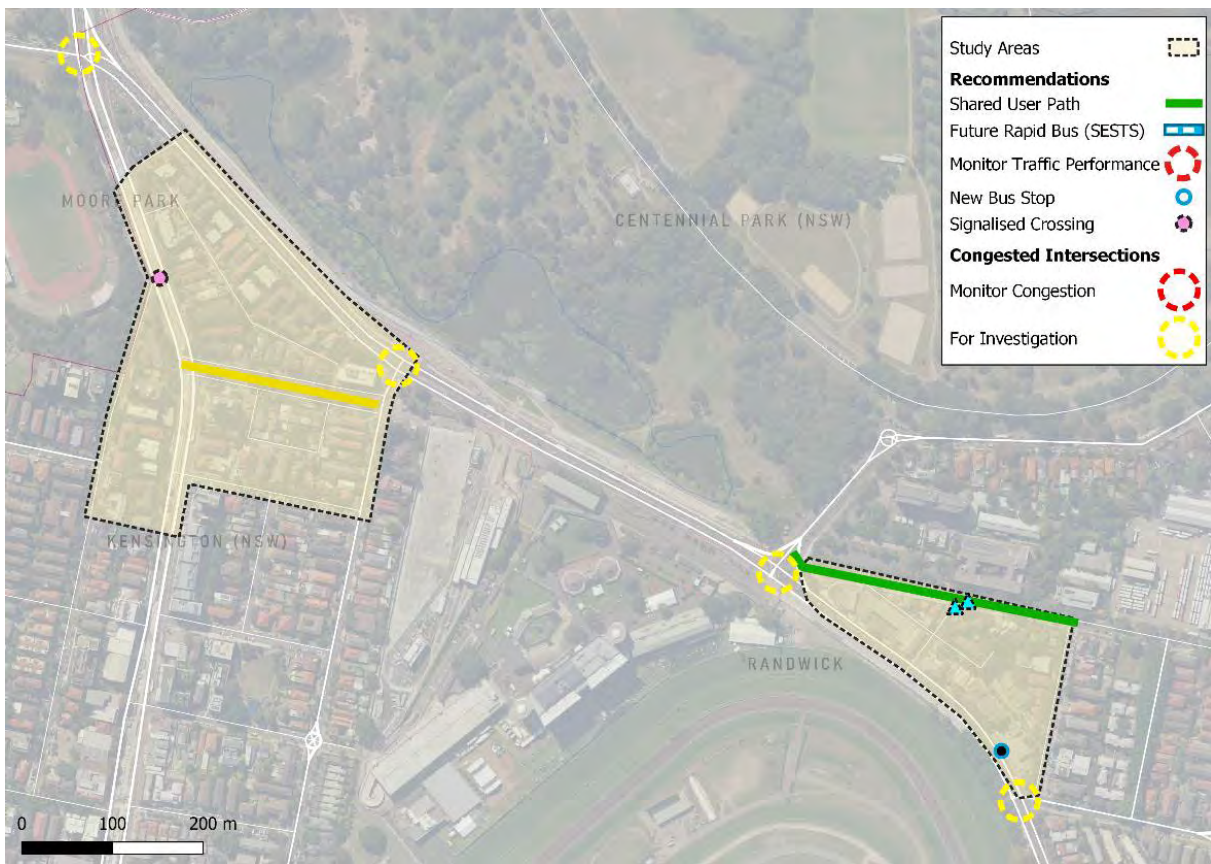 Study Areas
Recommendations
Shared User Path
Future Rapid Bus (SESTS)
Monitor Traffic Performance
New Bus Stop
Signalised Crossing
Congested Intersections
Monitor Congestion
For Investigation
MOORE PARK
CENTENNIAL PARK (NSW)
KENSINGTON (NSW)
RANDWICK
0 100 200 m